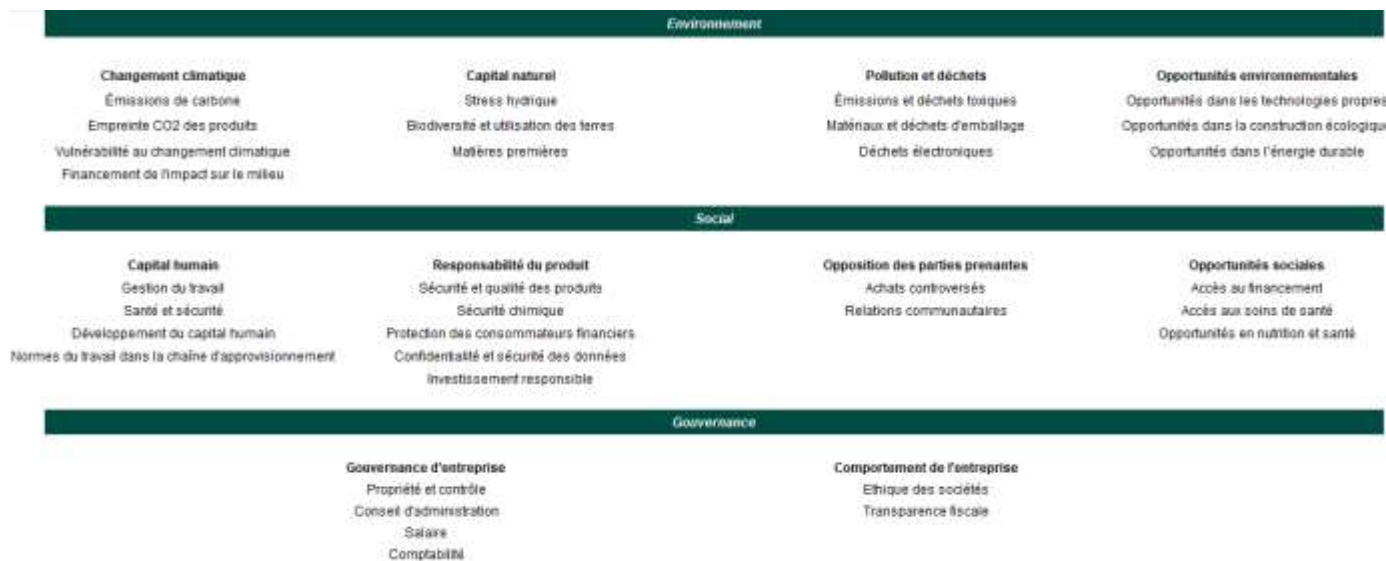 Environnement
Changement climatique
Émissions de carbone
Empreinte CO2 des produits
Vulnérabilité au changement climatique
Financement de l'impact sur le milieu
Capital naturel
Stress hydrique
Biodiversité et utilisation des terres
Matières premières
Pollution et déchets
Émissions et déchets toxiques
Matériaux et déchets d'emballage
Déchets électroniques
Opportunités environnementales
Opportunités dans les technologies propres
Opportunités dans la construction écologique
Opportunités dans l'énergie durable
Social
Capital humain
Gestion du travail
Santé et sécurité
Développement du capital humain
Normes du travail dans la chaîne d'approvisionnement
Responsabilité du produit
Sécurité et qualité des produits
Sécurité chimique
Protection des consommateurs financiers
Confidentialité et sécurité des données
Investissement responsible
Opposition des parties prenantes
Achats controversés
Relations communautaires
Opportunités sociales
Accès au financement
Accès aux soins de santé
Opportunités en nutrition et santé
Gouvernance
Gouvernance d'entreprise
Propriété et contrôle
Conseil d'administration
Salaire
Comptabilité
Comportement de l'entreprise
Ethique des sociétés
Transparence fiscale